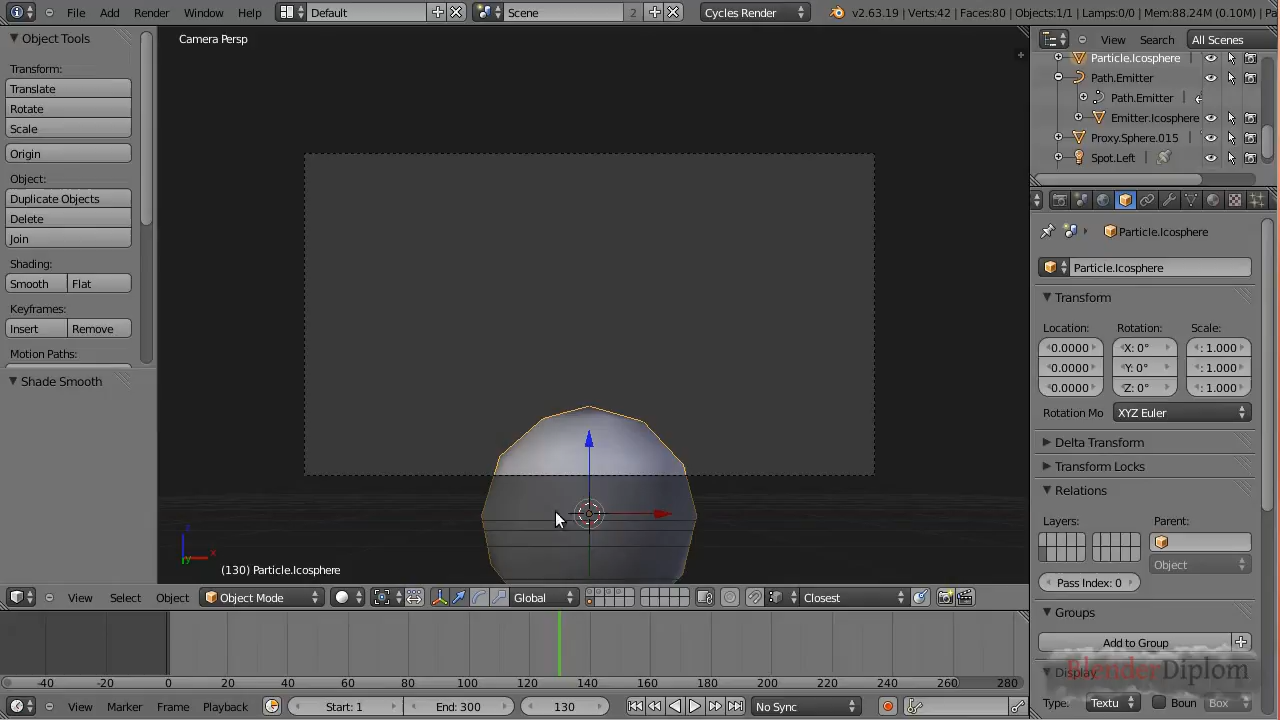 File Add Render Window Help Default Scene 2 Cycles Render v2.63.19 | Verts:42 | Faces:80 | Objects:1/1 | Lamps:0/0 | Mem:88.24M (0.10M) | Pa
Object Tools
Transform:
Translate
Rotate
Scale
Origin
Object:
Duplicate Objects
Delete
Join
Shading:
Smooth Flat
Keyframes:
Insert Remove
Motion Paths:
Shade Smooth
Camera Persp
z
x
y
(130) Particle.Icosphere
View Select Object Object Mode Global Closest
-40 -20 0 20 40 60 80 100 120 140 160 180 200 220 240 260 280
View Marker Frame Playback Start: 1 End: 300 130 No Sync
View Search All Scenes
Particle.Icosphere
Path.Emitter
Path.Emitter
Emitter.Icosphere
Proxy.Sphere.015
Spot.Left
Particle.Icosphere
Particle.Icosphere
Transform
Location: Rotation: Scale:
0.0000 X: 0° : 1.000
0.0000 Y: 0° : 1.000
0.0000 Z: 0° : 1.000
Rotation Mo XYZ Euler
Delta Transform
Transform Locks
Relations
Layers: Parent:
Object
Pass Index: 0
Groups
Add to Group
Display
BlenderDiplom
Type: Textu Boun Box